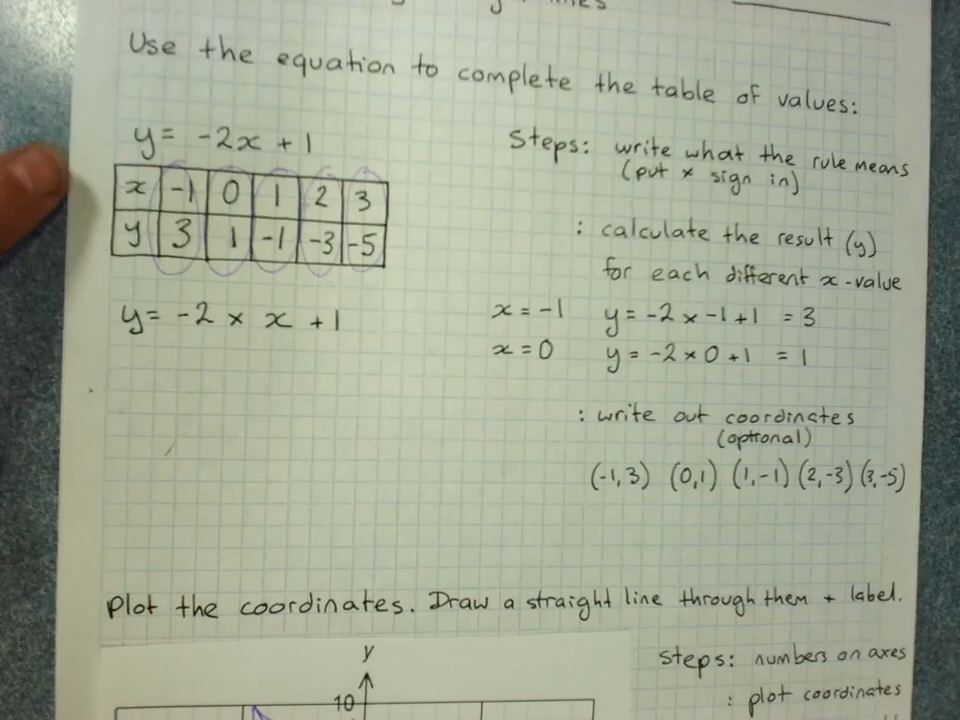 Use the equation to complete the table of values:
y = -2x + 1
x -1 0 1 2 3
y 3 1 -1 -3 -5
y = -2 × x + 1
Steps: write what the rule means
(put × sign in)
: calculate the result (y)
for each different x-value
x = -1 y = -2 × -1 + 1 = 3
x = 0 y = -2 × 0 + 1 = 1
: write out coordinates
(optional)
(-1,3) (0,1) (1,-1) (2,-3) (3,-5)
Plot the coordinates. Draw a straight line through them + label.
Steps: numbers on axes
: plot coordinates
y
10